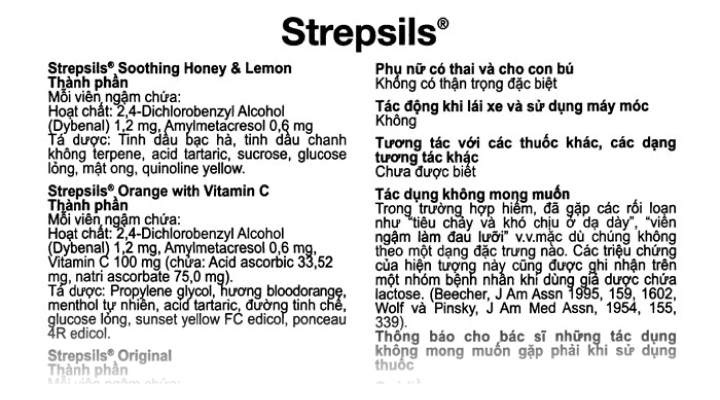 Strepsils®
Strepsils® Soothing Honey & Lemon
Thành phần
Mỗi viên ngậm chứa:
Hoạt chất: 2,4-Dichlorobenzyl Alcohol
(Dybenal) 1,2 mg, Amylmetacresol 0,6 mg
Tá dược: Tinh dầu bạc hà, tinh dầu chanh
không terpene, acid tartaric, sucrose, glucose
lỏng, mật ong, quinoline yellow.
Strepsils® Orange with Vitamin C
Thành phần
Mỗi viên ngậm chứa:
Hoạt chất: 2,4-Dichlorobenzyl Alcohol
(Dybenal) 1,2 mg, Amylmetacresol 0,6 mg,
Vitamin C 100 mg (chứa: Acid ascorbic 33,52
mg, natri ascorbate 75,0 mg).
Tá dược: Propylene glycol, hương bloodorange,
menthol tự nhiên, acid tartaric, đường tinh chế,
glucose lỏng, sunset yellow FC edicol, ponceau
4R edicol.
Strepsils® Original
Thành phần
Mỗi viên ngậm chứa:
Phụ nữ có thai và cho con bú
Không có thận trọng đặc biệt
Tác động khi lái xe và sử dụng máy móc
Không
Tương tác với các thuốc khác, các dạng
tương tác khác
Chưa được biết
Tác dụng không mong muốn
Trong trường hợp hiếm, đã gặp các rối loạn
như "tiêu chảy và khó chịu ở dạ dày", "viên
ngậm làm đau lưỡi" v.v.mặc dù chúng không
theo một dạng đặc trưng nào. Các triệu chứng
của hiện tượng này cũng được ghi nhận trên
một nhóm bệnh nhân khi dùng giả dược chứa
lactose. (Beecher, J Am Assn 1995, 159, 1602,
Wolf và Pinsky, J Am Med Assn, 1954, 155,
339).
Thông báo cho bác sĩ những tác dụng
không mong muốn gặp phải khi sử dụng
thuốc